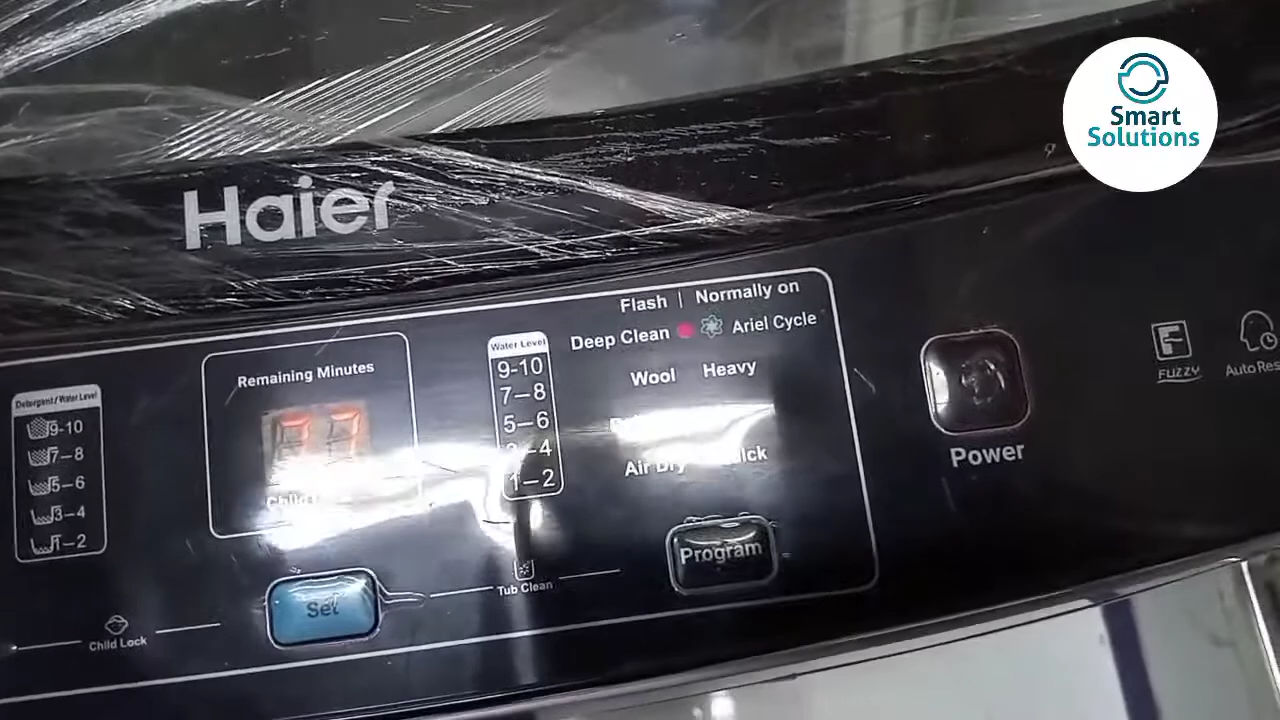 Smart
Solutions
Haier
Flash | Normally on
Deep Clean Ariel Cycle
Wool Heavy
Air Dry
Water Level
9-10
7-8
5-6
1-2
Remaining Minutes
Detergent / Water Level
9-10
7-8
5-6
3-4
1-2
Power
FUZZY
Program
Set
Tub Clean
Child Lock